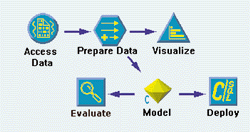 Access Data
Prepare Data
Visualize
Evaluate
C
Model
Deploy